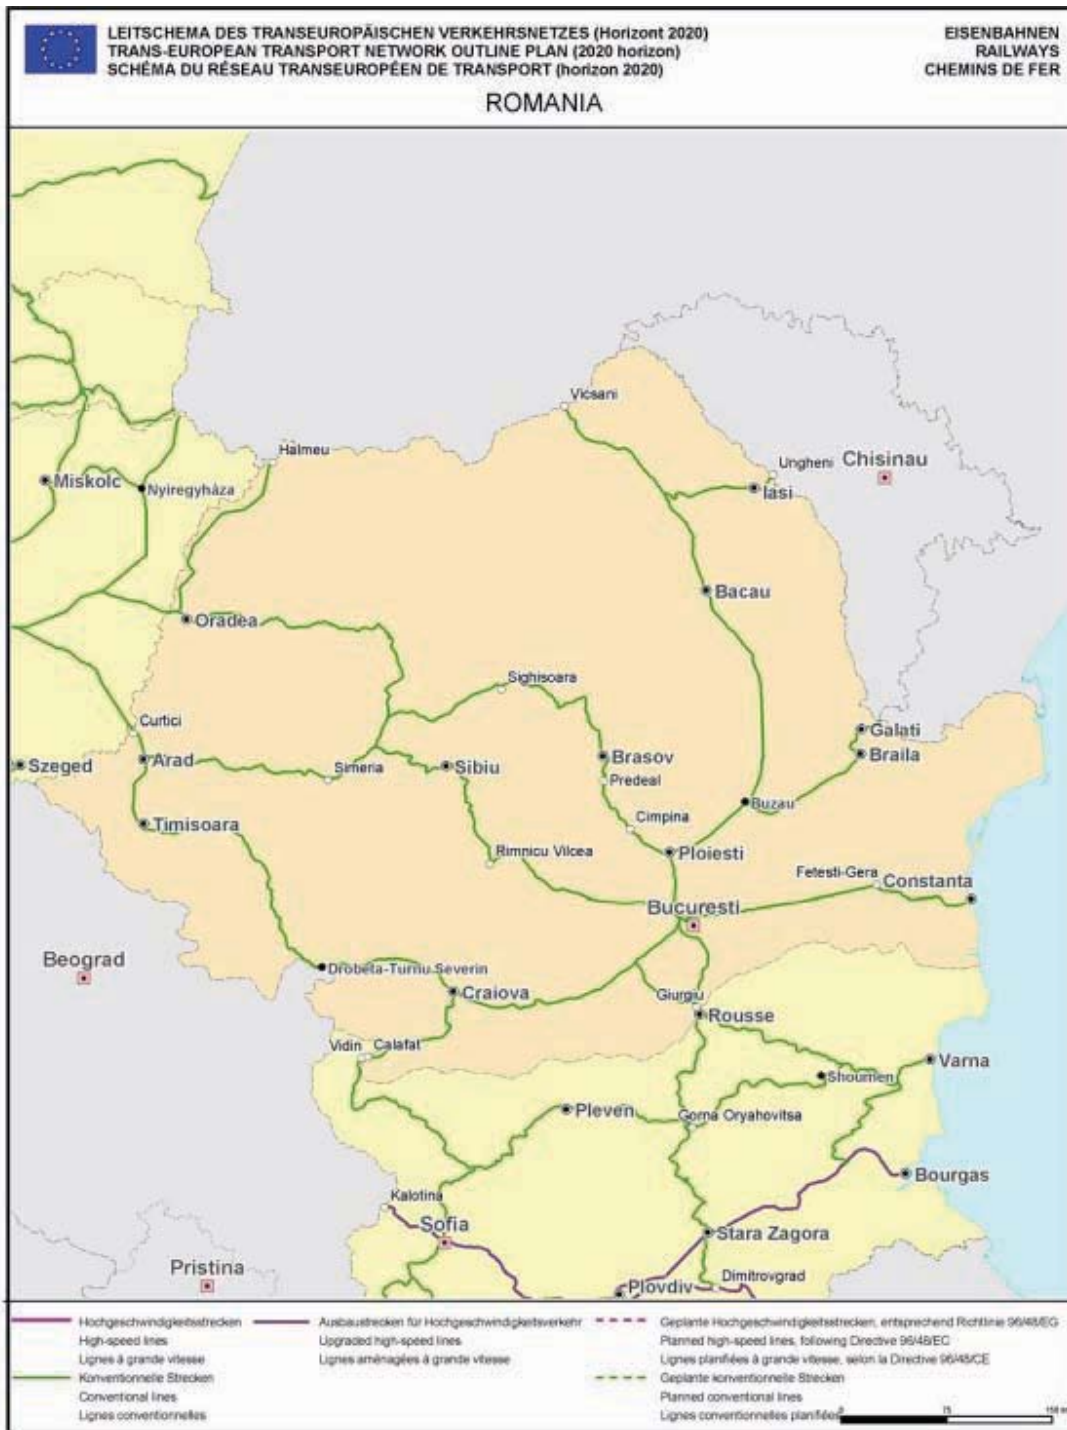 LEITSCHEMA DES TRANSEUROPÄISCHEN VERKEHRSNETZES (Horizont 2020)
TRANS-EUROPEAN TRANSPORT NETWORK OUTLINE PLAN (2020 horizon)
SCHÉMA DU RÉSEAU TRANSEUROPÉEN DE TRANSPORT (horizon 2020)
EISENBAHNEN
RAILWAYS
CHEMINS DE FER
ROMANIA
Vicsani
Halmeu
Ungheni
Chisinau
Miskolc
Nyiregyháza
Iasi
Bacau
Oradea
Sighisoara
Curtici
Galati
Arad
Szeged
Simeria
Sibiu
Brasov
Braila
Predeal
Buzau
Timisoara
Cimpina
Rimnicu Vilcea
Ploiesti
Fetesti-Gera
Constanta
Bucuresti
Beograd
Drobeta-Turnu Severin
Craiova
Giurgiu
Rousse
Vidin
Calafat
Varna
Shoumen
Pleven
Gorna Oryahovitsa
Bourgas
Kalotina
Sofia
Stara Zagora
Pristina
Plovdiv
Dimitrovgrad
Hochgeschwindigkeitsstrecken
High-speed lines
Lignes à grande vitesse
Konventionelle Strecken
Conventional lines
Lignes conventionnelles
Ausbaustrecken für Hochgeschwindigkeitsverkehr
Upgraded high-speed lines
Lignes aménagées à grande vitesse
Geplante Hochgeschwindigkeitsstrecken, entsprechend Richtlinie 96/48/EG
Planned high-speed lines, following Directive 96/48/EC
Lignes planifiées à grande vitesse, selon la Directive 96/48/CE
Geplante konventionelle Strecken
Planned conventional lines
Lignes conventionnelles planifiées
0 75 150